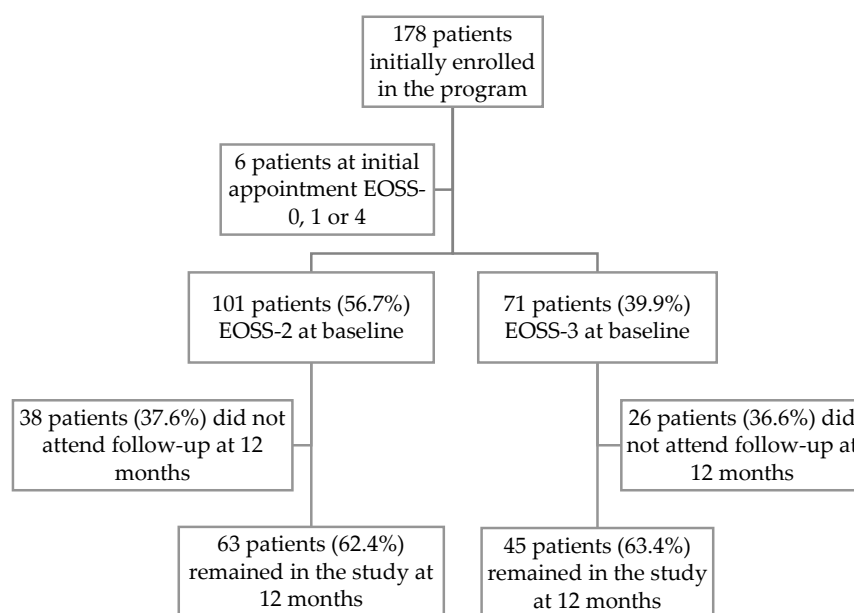 178 patients
initially enrolled
in the program
6 patients at initial
appointment EOSS-
0, 1 or 4
101 patients (56.7%)
EOSS-2 at baseline
71 patients (39.9%)
EOSS-3 at baseline
38 patients (37.6%) did not
attend follow-up at 12
months
26 patients (36.6%) did
not attend follow-up at
12 months
63 patients (62.4%)
remained in the study at
12 months
45 patients (63.4%)
remained in the study
at 12 months